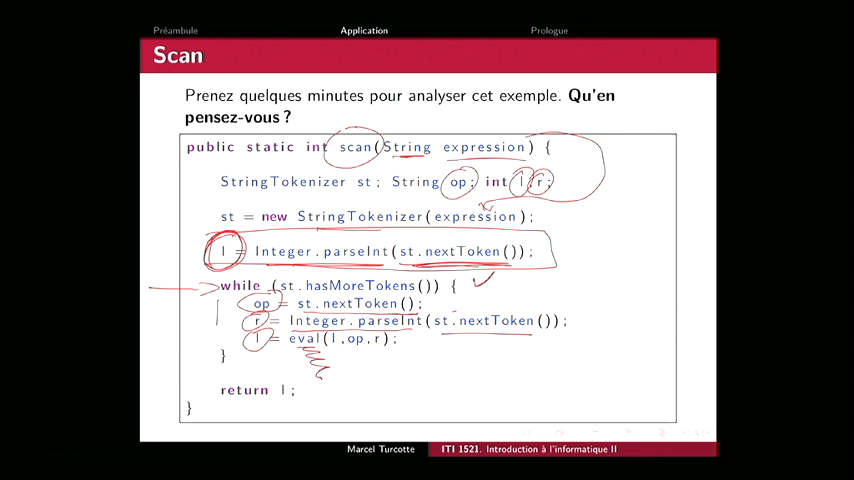 Préambule Application Prologue
Scan
Prenez quelques minutes pour analyser cet exemple. Qu'en
pensez-vous ?
public static int scan(String expression) {
StringTokenizer st; String op; int l, r;
st = new StringTokenizer(expression);
l = Integer.parseInt(st.nextToken());
while (st.hasMoreTokens()) {
op = st.nextToken();
r = Integer.parseInt(st.nextToken());
l = eval(l,op,r);
}
return l;
}
Marcel Turcotte ITI 1521. Introduction à l'informatique II